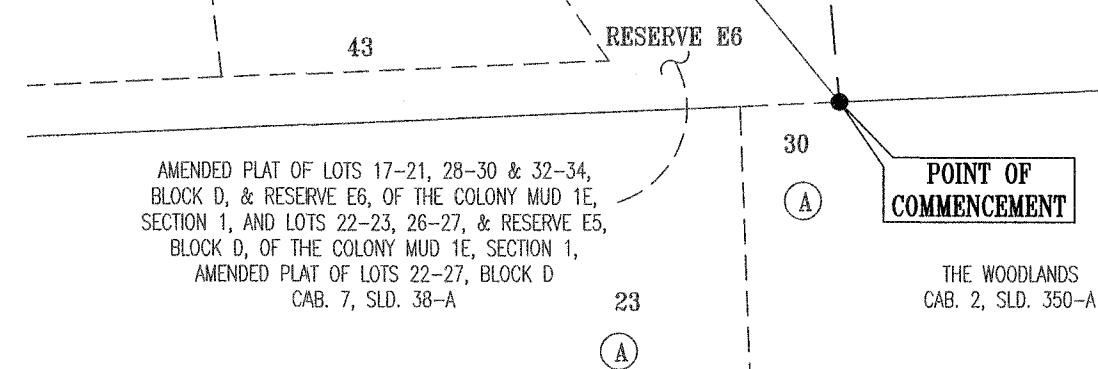 RESERVE E6
43
30
A
POINT OF
COMMENCEMENT
AMENDED PLAT OF LOTS 17-21, 28-30 & 32-34,
BLOCK D, & RESERVE E6, OF THE COLONY MUD 1E,
SECTION 1, AND LOTS 22-23, 26-27, & RESERVE E5,
BLOCK D, OF THE COLONY MUD 1E, SECTION 1,
AMENDED PLAT OF LOTS 22-27, BLOCK D
CAB. 7, SLD. 38-A
THE WOODLANDS
CAB. 2, SLD. 350-A
23
A